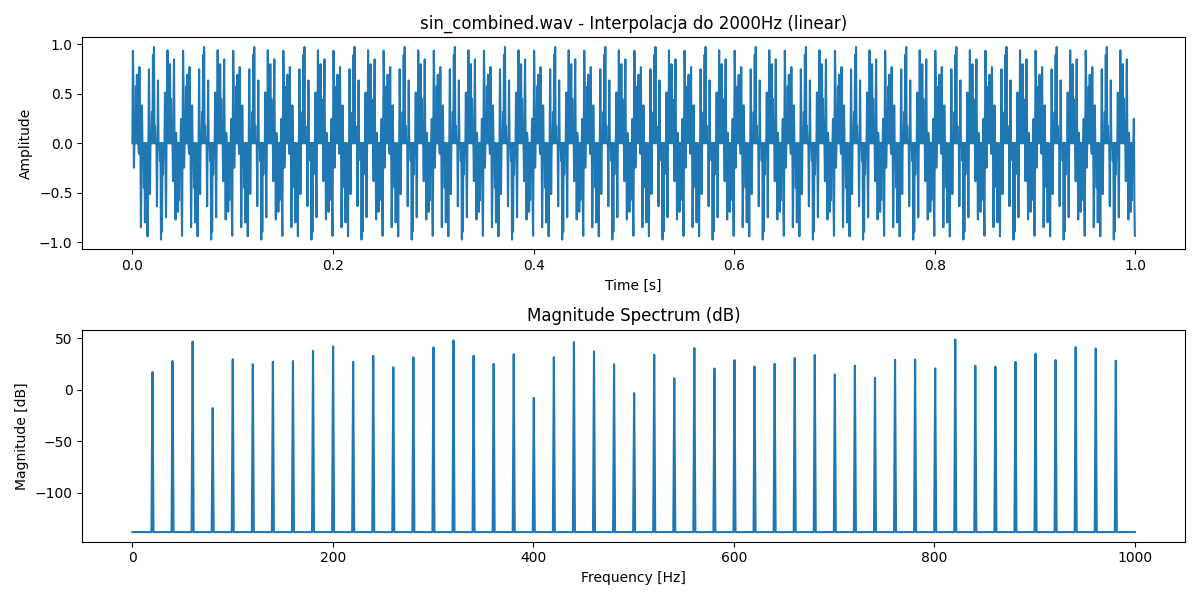 sin_combined.wav - Interpolacja do 2000Hz (linear)
1.0
0.5
0.0
−0.5
−1.0
Amplitude
0.0 0.2 0.4 0.6 0.8 1.0
Time [s]
Magnitude Spectrum (dB)
50
0
−50
−100
Magnitude [dB]
0 200 400 600 800 1000
Frequency [Hz]